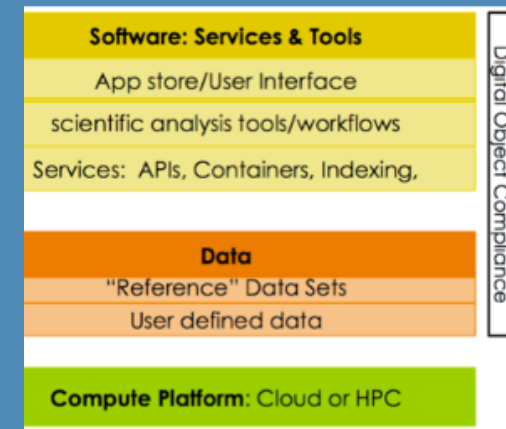 Software: Services & Tools
App store/User Interface
scientific analysis tools/workflows
Services: APIs, Containers, Indexing,
Data
"Reference" Data Sets
User defined data
Compute Platform: Cloud or HPC
Digital Object Compliance